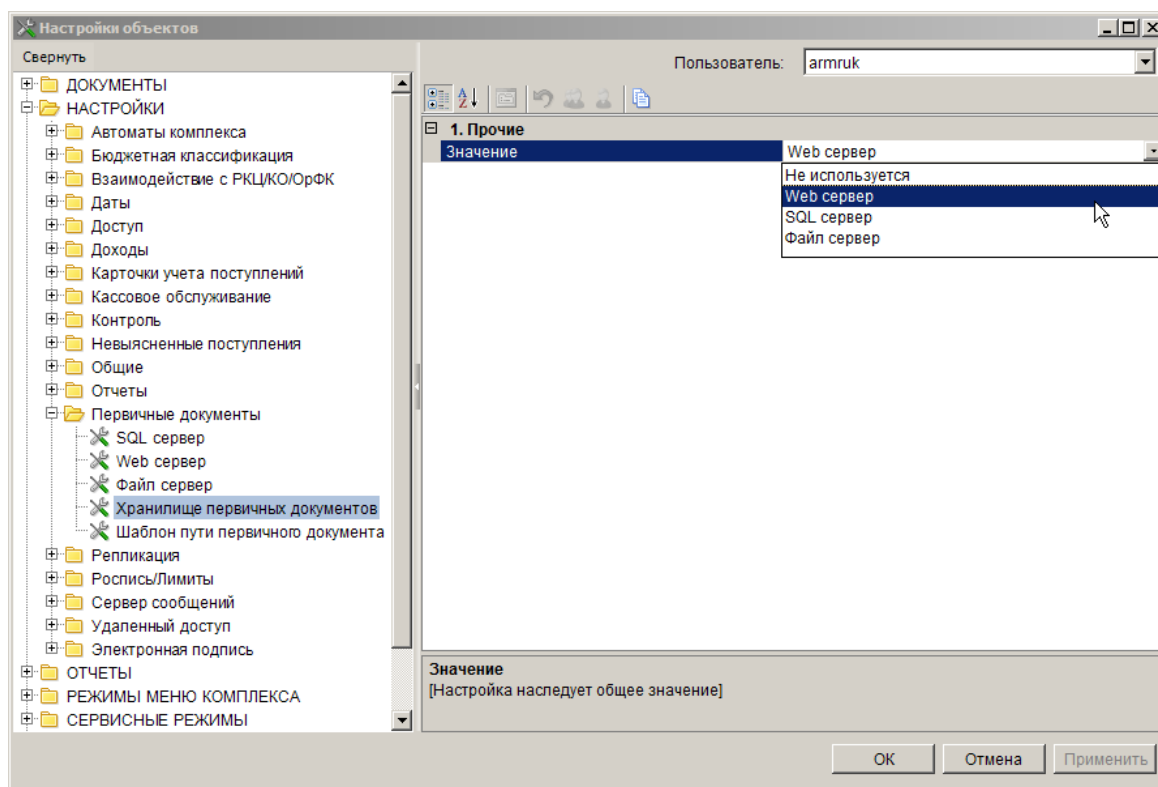 Настройки объектов
Свернуть
Пользователь: armruk
ДОКУМЕНТЫ
НАСТРОЙКИ
Автоматы комплекса
Бюджетная классификация
Взаимодействие с РКЦ/КО/ОрФК
Даты
Доступ
Доходы
Карточки учета поступлений
Кассовое обслуживание
Контроль
Невыясненные поступления
Общие
Отчеты
Первичные документы
SQL сервер
Web сервер
Файл сервер
Хранилище первичных документов
Шаблон пути первичного документа
Репликация
Роспись/Лимиты
Сервер сообщений
Удаленный доступ
Электронная подпись
ОТЧЕТЫ
РЕЖИМЫ МЕНЮ КОМПЛЕКСА
СЕРВИСНЫЕ РЕЖИМЫ
1. Прочие
Значение Web сервер
Не используется
Web сервер
SQL сервер
Файл сервер
Значение
[Настройка наследует общее значение]
ОК Отмена Применить